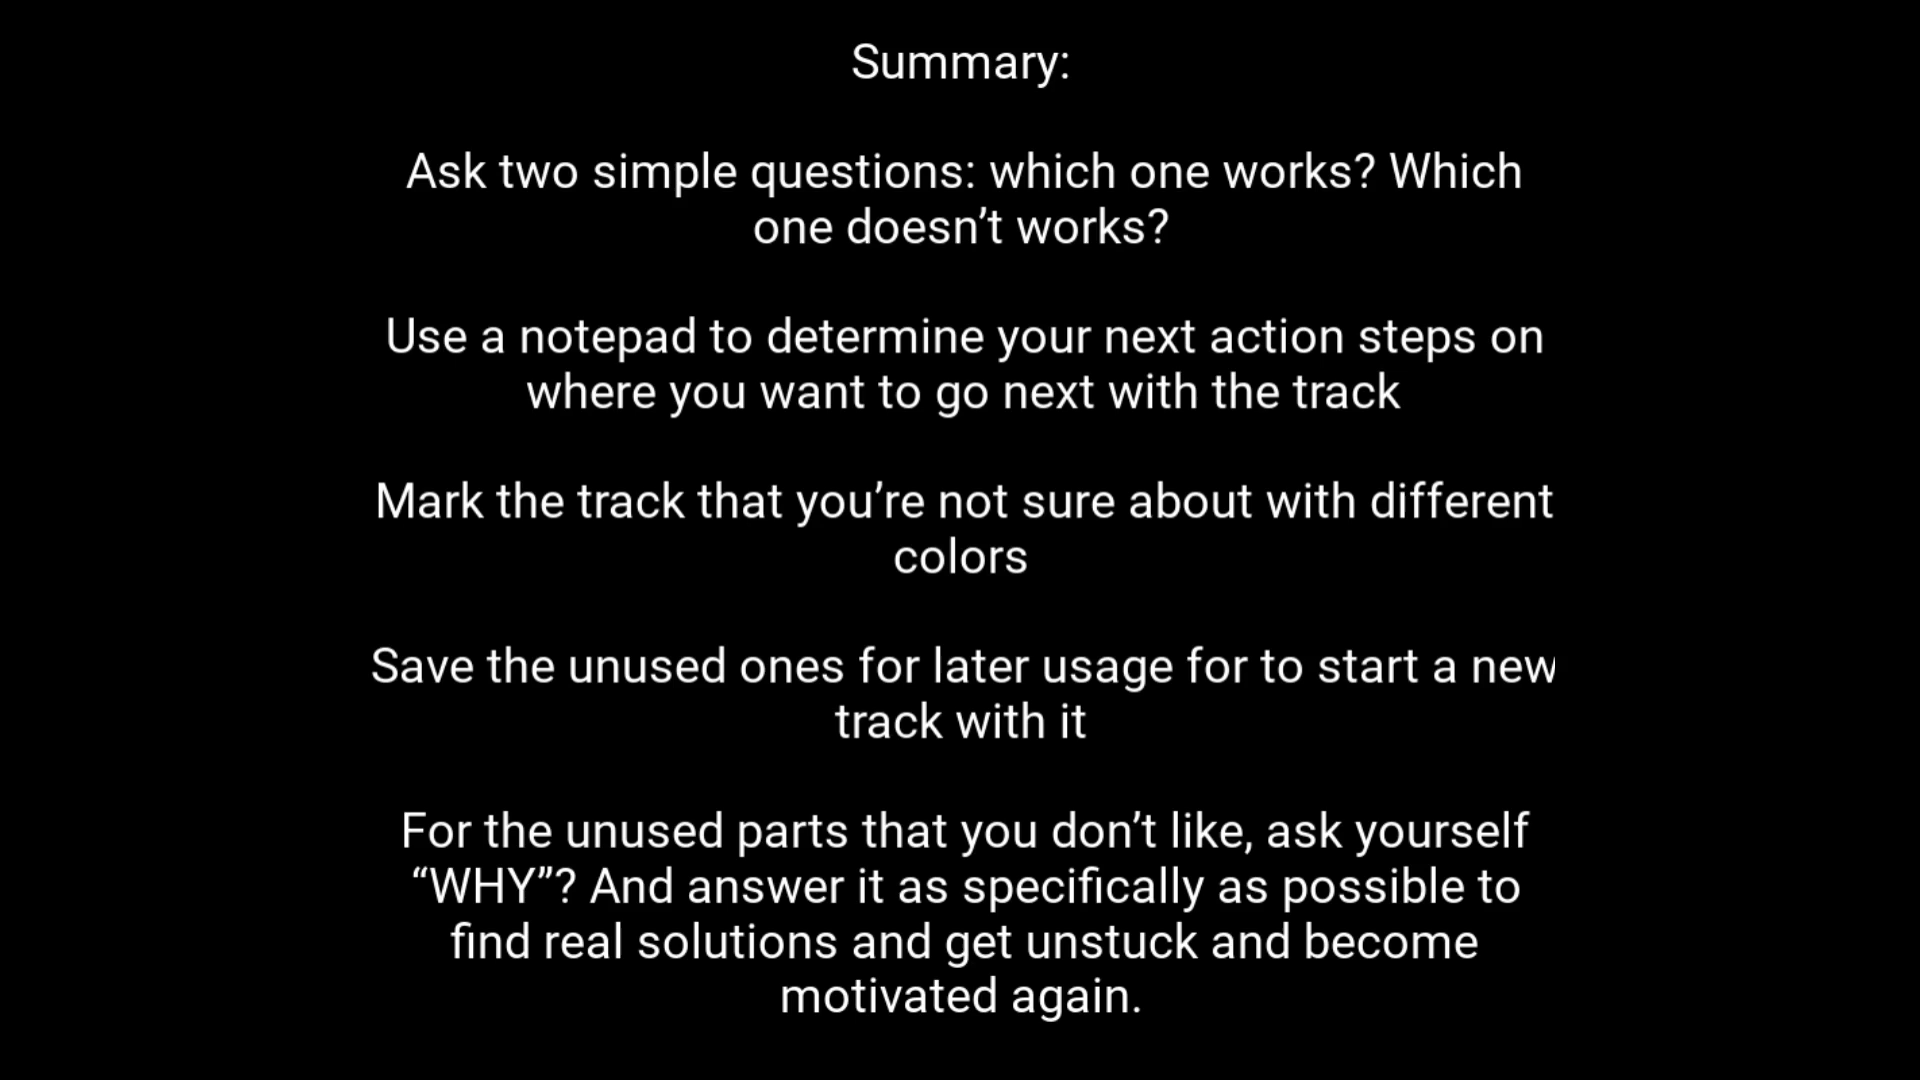 Summary:
Ask two simple questions: which one works? Which
one doesn’t works?
Use a notepad to determine your next action steps on
where you want to go next with the track
Mark the track that you’re not sure about with different
colors
Save the unused ones for later usage for to start a new
track with it
For the unused parts that you don’t like, ask yourself
“WHY”? And answer it as specifically as possible to
find real solutions and get unstuck and become
motivated again.